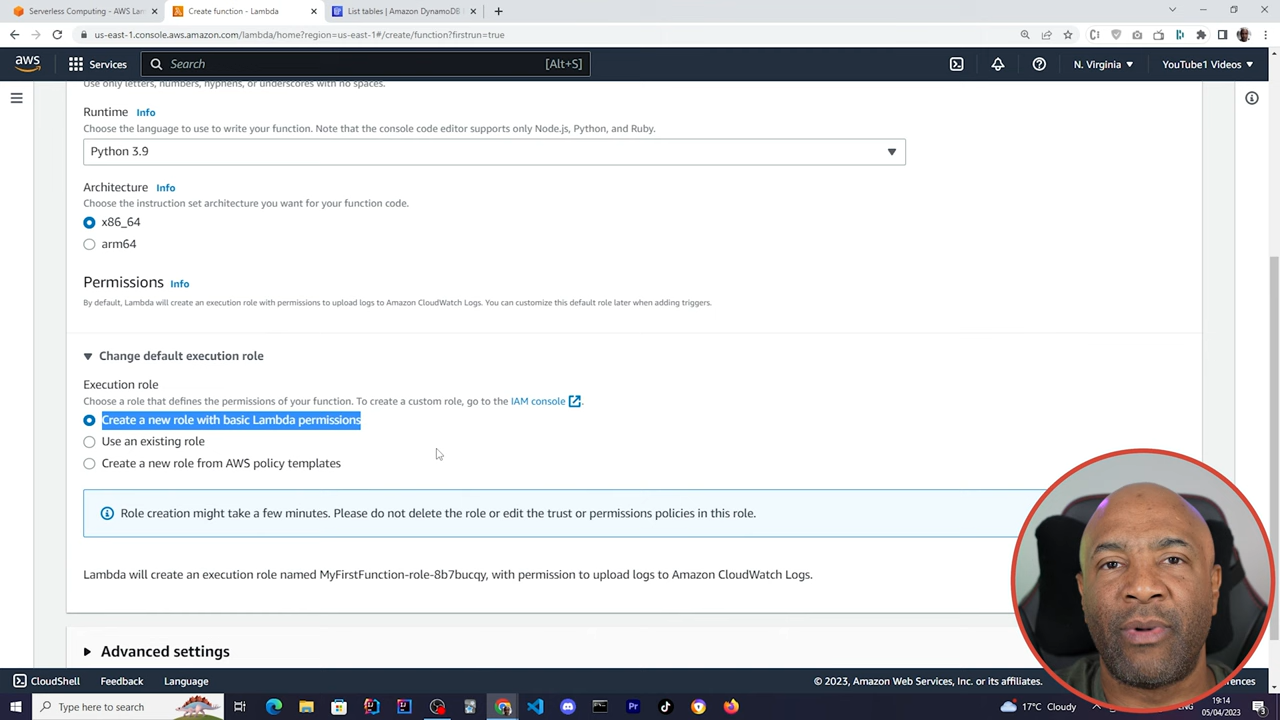 Serverless Computing - AWS Lam
Create function - Lambda
List tables | Amazon DynamoDB
us-east-1.console.aws.amazon.com/lambda/home?region=us-east-1#/create/function?firstrun=true
aws
Services
Search
[Alt+S]
N. Virginia
YouTube1 Videos
Use only letters, numbers, hyphens, or underscores with no spaces.
Runtime Info
Choose the language to use to write your function. Note that the console code editor supports only Node.js, Python, and Ruby.
Python 3.9
Architecture Info
Choose the instruction set architecture you want for your function code.
x86_64
arm64
Permissions Info
By default, Lambda will create an execution role with permissions to upload logs to Amazon CloudWatch Logs. You can customize this default role later when adding triggers.
Change default execution role
Execution role
Choose a role that defines the permissions of your function. To create a custom role, go to the IAM console.
Create a new role with basic Lambda permissions
Use an existing role
Create a new role from AWS policy templates
Role creation might take a few minutes. Please do not delete the role or edit the trust or permissions policies in this role.
Lambda will create an execution role named MyFirstFunction-role-8b7bucqy, with permission to upload logs to Amazon CloudWatch Logs.
Advanced settings
CloudShell
Feedback
Language
© 2023, Amazon Web Services, Inc. or its affiliates.
Type here to search
17°C Cloudy
19:14
05/04/2023